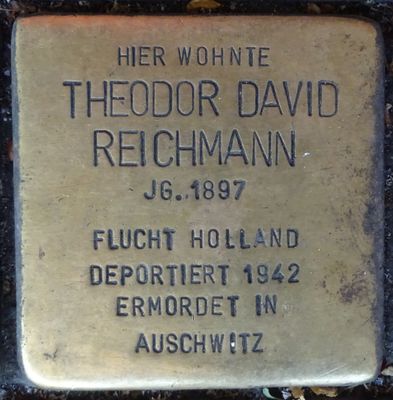 HIER WOHNTE
THEODOR DAVID
REICHMANN
JG. 1897
FLUCHT HOLLAND
DEPORTIERT 1942
ERMORDET IN
AUSCHWITZ